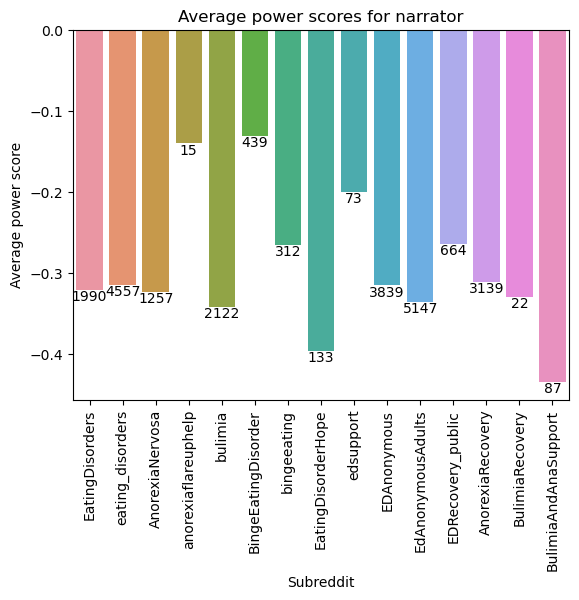 Average power scores for narrator
Average power score
0.0
−0.1
−0.2
−0.3
−0.4
1990
4557
1257
15
2122
439
312
133
73
3839
5147
664
3139
22
87
EatingDisorders
eating_disorders
AnorexiaNervosa
anorexiaflareuphelp
bulimia
BingeEatingDisorder
bingeeating
EatingDisorderHope
edsupport
EDAnonymous
EdAnonymousAdults
EDRecovery_public
AnorexiaRecovery
BulimiaRecovery
BulimiaAndAnaSupport
Subreddit